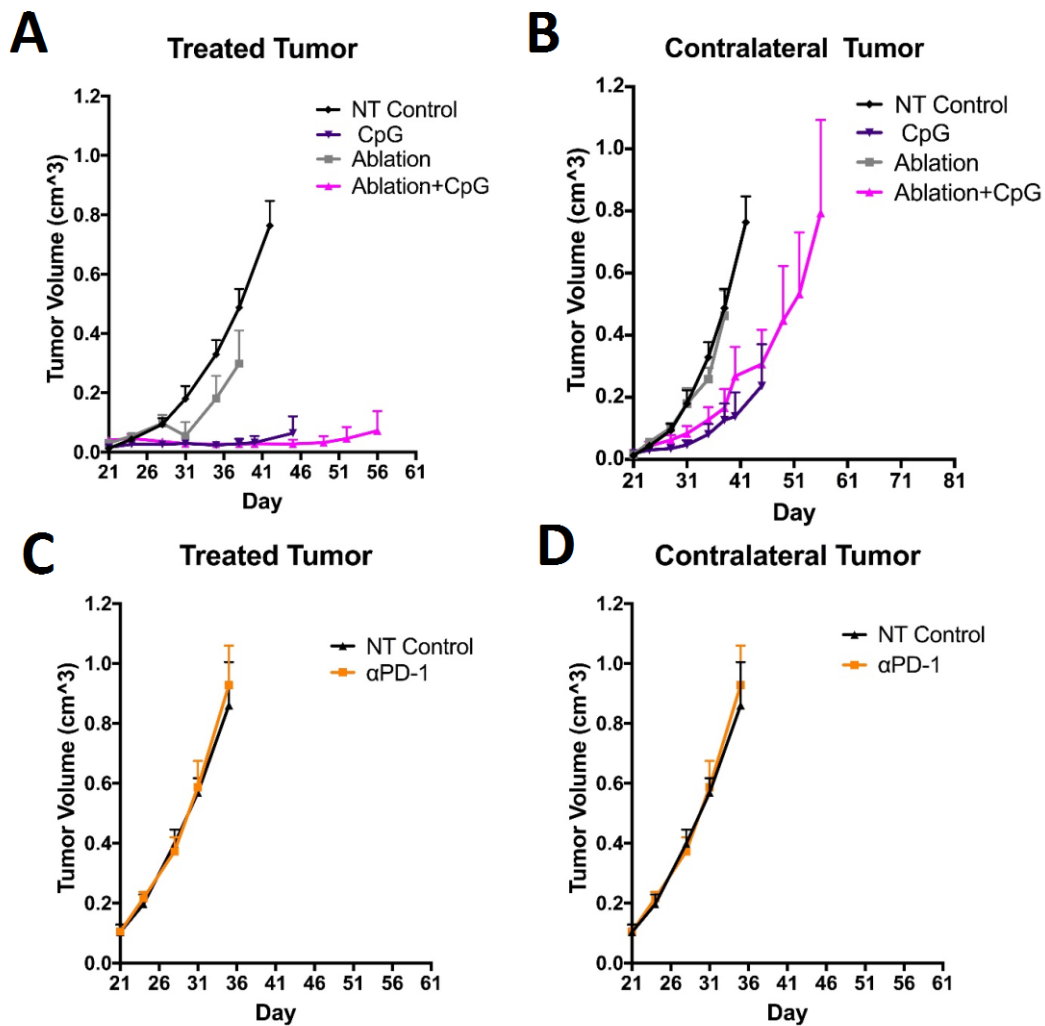 A
Treated Tumor
1.2
1.0
0.8
0.6
0.4
0.2
0.0
Tumor Volume (cm^3)
21 26 31 36 41 46 51 56 61
Day
NT Control
CpG
Ablation
Ablation+CpG
B
Contralateral Tumor
1.2
1.0
0.8
0.6
0.4
0.2
0.0
Tumor Volume (cm^3)
21 31 41 51 61 71 81
Day
NT Control
CpG
Ablation
Ablation+CpG
C
Treated Tumor
1.2
1.0
0.8
0.6
0.4
0.2
0.0
Tumor Volume (cm^3)
21 26 31 36 41 46 51 56 61
Day
NT Control
αPD-1
D
Contralateral Tumor
1.2
1.0
0.8
0.6
0.4
0.2
0.0
Tumor Volume (cm^3)
21 26 31 36 41 46 51 56 61
Day
NT Control
αPD-1